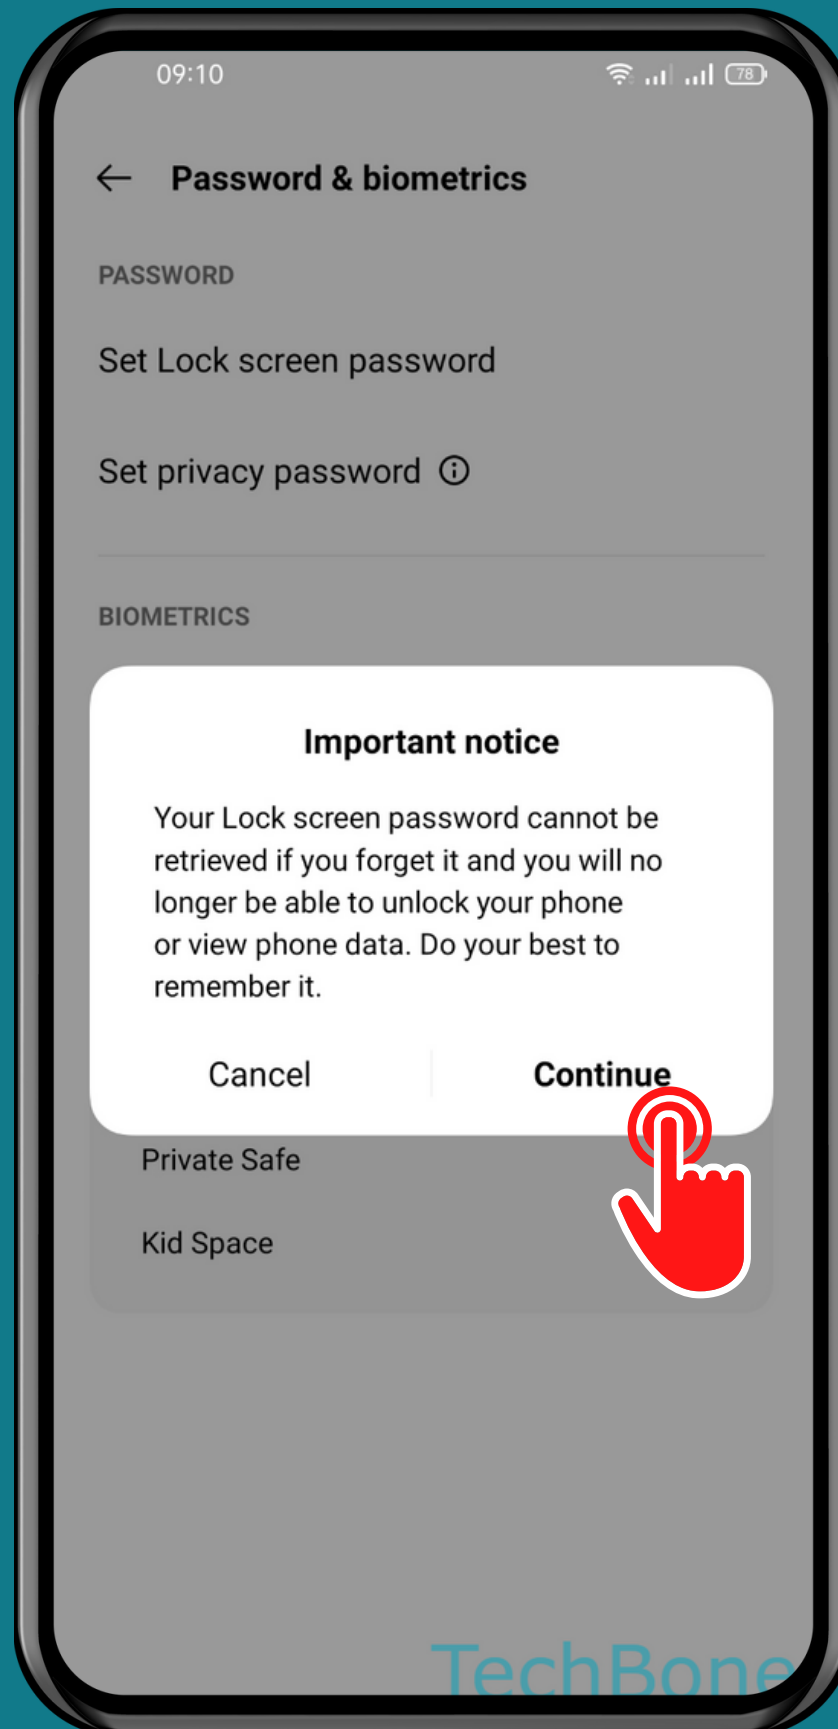 09:10
78
Password & biometrics
PASSWORD
Set Lock screen password
Set privacy password
BIOMETRICS
Important notice
Your Lock screen password cannot be
retrieved if you forget it and you will no
longer be able to unlock your phone
or view phone data. Do your best to
remember it.
Cancel
Continue
Private Safe
Kid Space
TechBone